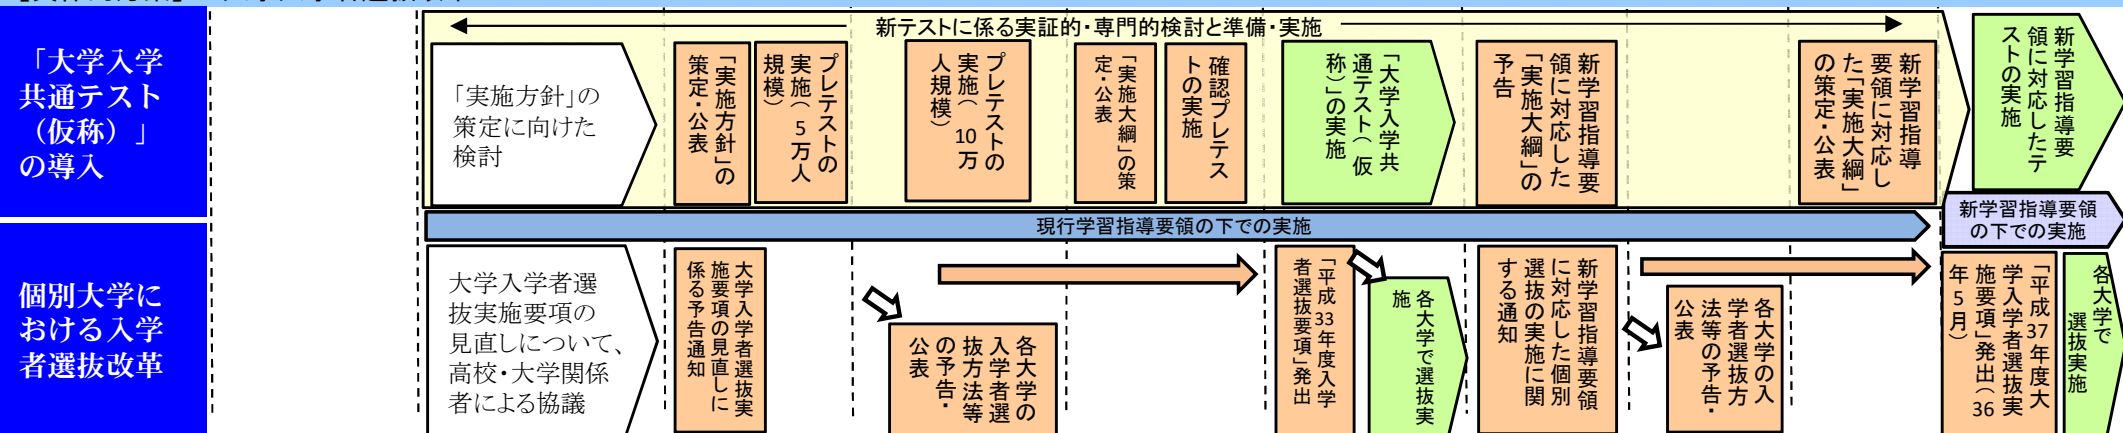 「大学入学
共通テスト
（仮称）」
の導入
新テストに係る実証的・専門的検討と準備・実施
「実施方針」の
策定に向けた
検討
「実施方針」の
策定・公表
プレテストの
実施（5万人
規模）
プレテストの
実施（10万
人規模）
「実施大綱」の策
定・公表
確認プレテス
トの実施
「大学入学共
通テスト（仮
称）」の実施
新学習指導要
領に対応した
「実施大綱」の
予告
新学習指導
要領に対応し
た「実施大綱」
の策定・公表
新学習指導要
領に対応したテ
ストの実施
現行学習指導要領の下での実施
新学習指導要領
の下での実施
個別大学に
おける入学
者選抜改革
大学入学者選
抜実施要項の
見直しについて、
高校・大学関係
者による協議
大学入学者選抜実
施要項の見直しに
係る予告通知
各大学の
入学者選
抜方法等
の予告・
公表
「平成33年度入学
者選抜要項」発出
各大学で選抜実
施
新学習指導要領
に対応した個別
選抜の実施に関
する通知
各大学の入
学者選抜方
法等の予告・
公表
「平成37年度大
学入学者選抜実
施要項」発出（36
年5月）
各大学で
選抜実施